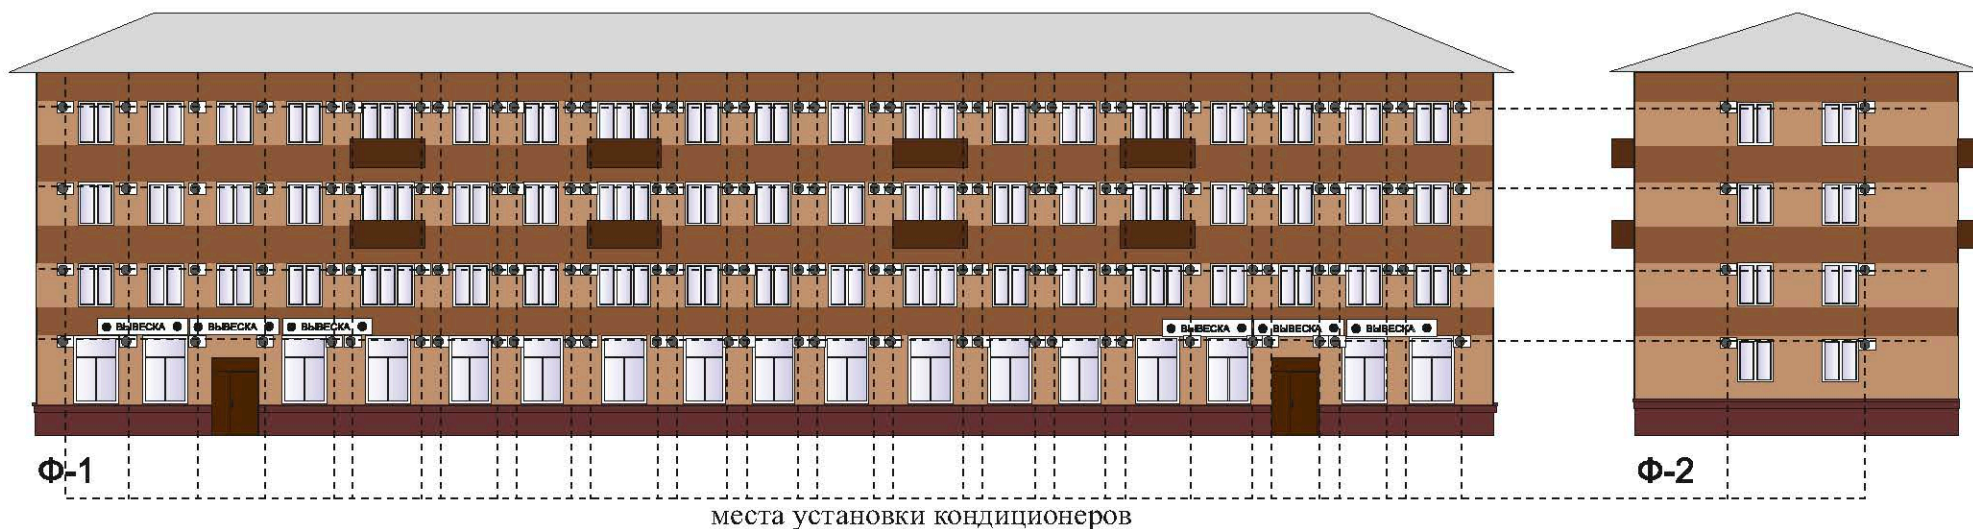 ВЫВЕСКА ВЫВЕСКА ВЫВЕСКА ВЫВЕСКА ВЫВЕСКА ВЫВЕСКА
Ф-1 Ф-2
места установки кондиционеров